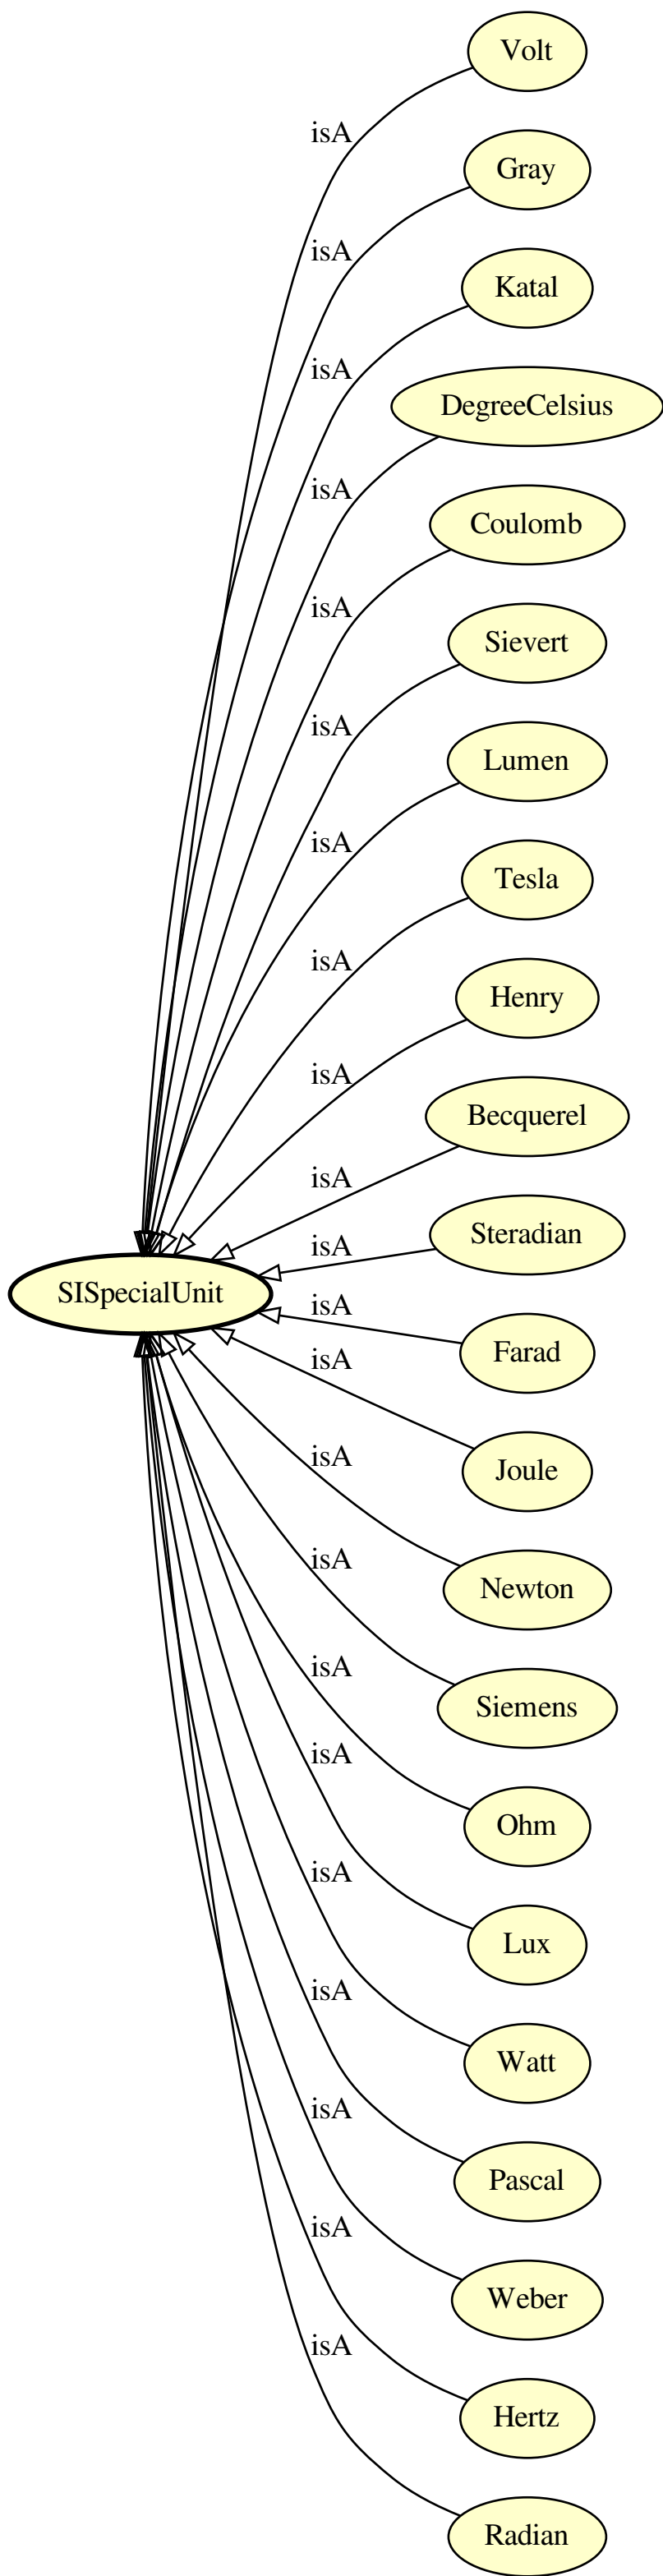 Volt
isA
Gray
isA
Katal
isA
DegreeCelsius
isA
Coulomb
isA
Sievert
isA
Lumen
isA
Tesla
isA
Henry
isA
Becquerel
isA
Steradian
isA
SISpecialUnit
isA
Farad
isA
Joule
isA
Newton
isA
Siemens
isA
Ohm
isA
Lux
isA
Watt
isA
Pascal
isA
Weber
isA
Hertz
isA
Radian